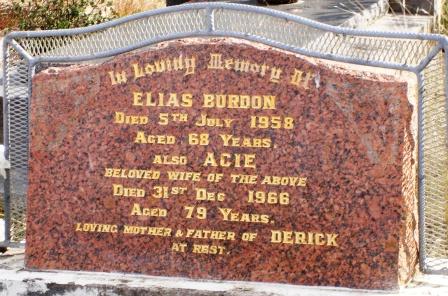 In Loving Memory Of
ELIAS BURDON
DIED 5TH JULY 1958
AGED 68 YEARS
ALSO ACIE
BELOVED WIFE OF THE ABOVE
DIED 31ST DEC 1966
AGED 79 YEARS.
LOVING MOTHER & FATHER OF DERICK
AT REST.